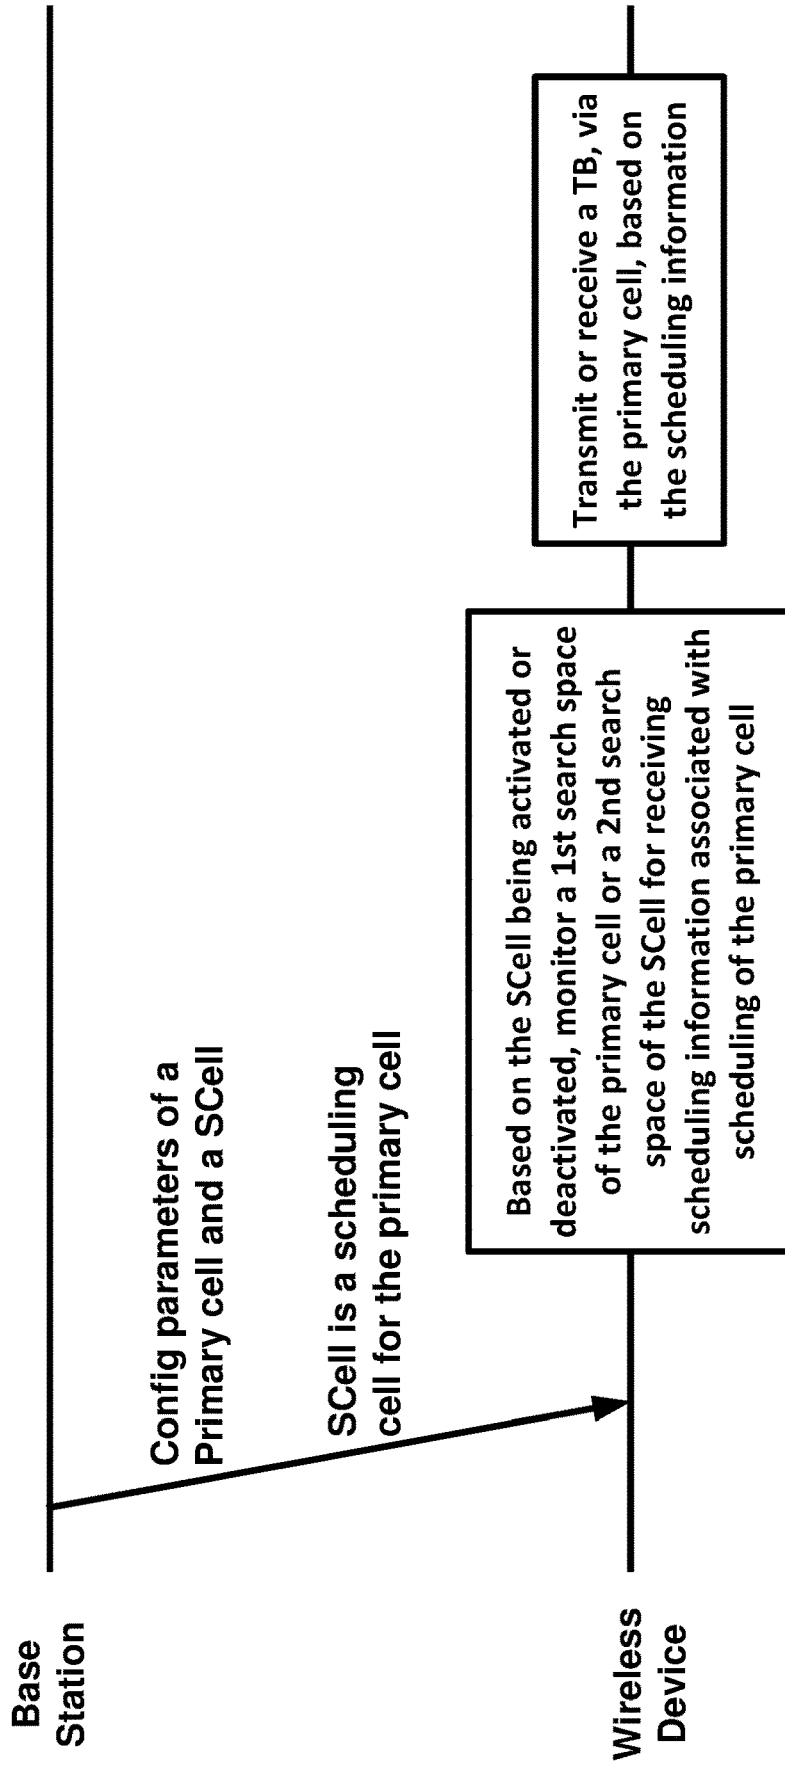 Base
Station
Config parameters of a
Primary cell and a SCell
SCell is a scheduling
cell for the primary cell
Wireless
Device
Based on the SCell being activated or
deactivated, monitor a 1st search space
of the primary cell or a 2nd search
space of the SCell for receiving
scheduling information associated with
scheduling of the primary cell
Transmit or receive a TB, via
the primary cell, based on
the scheduling information